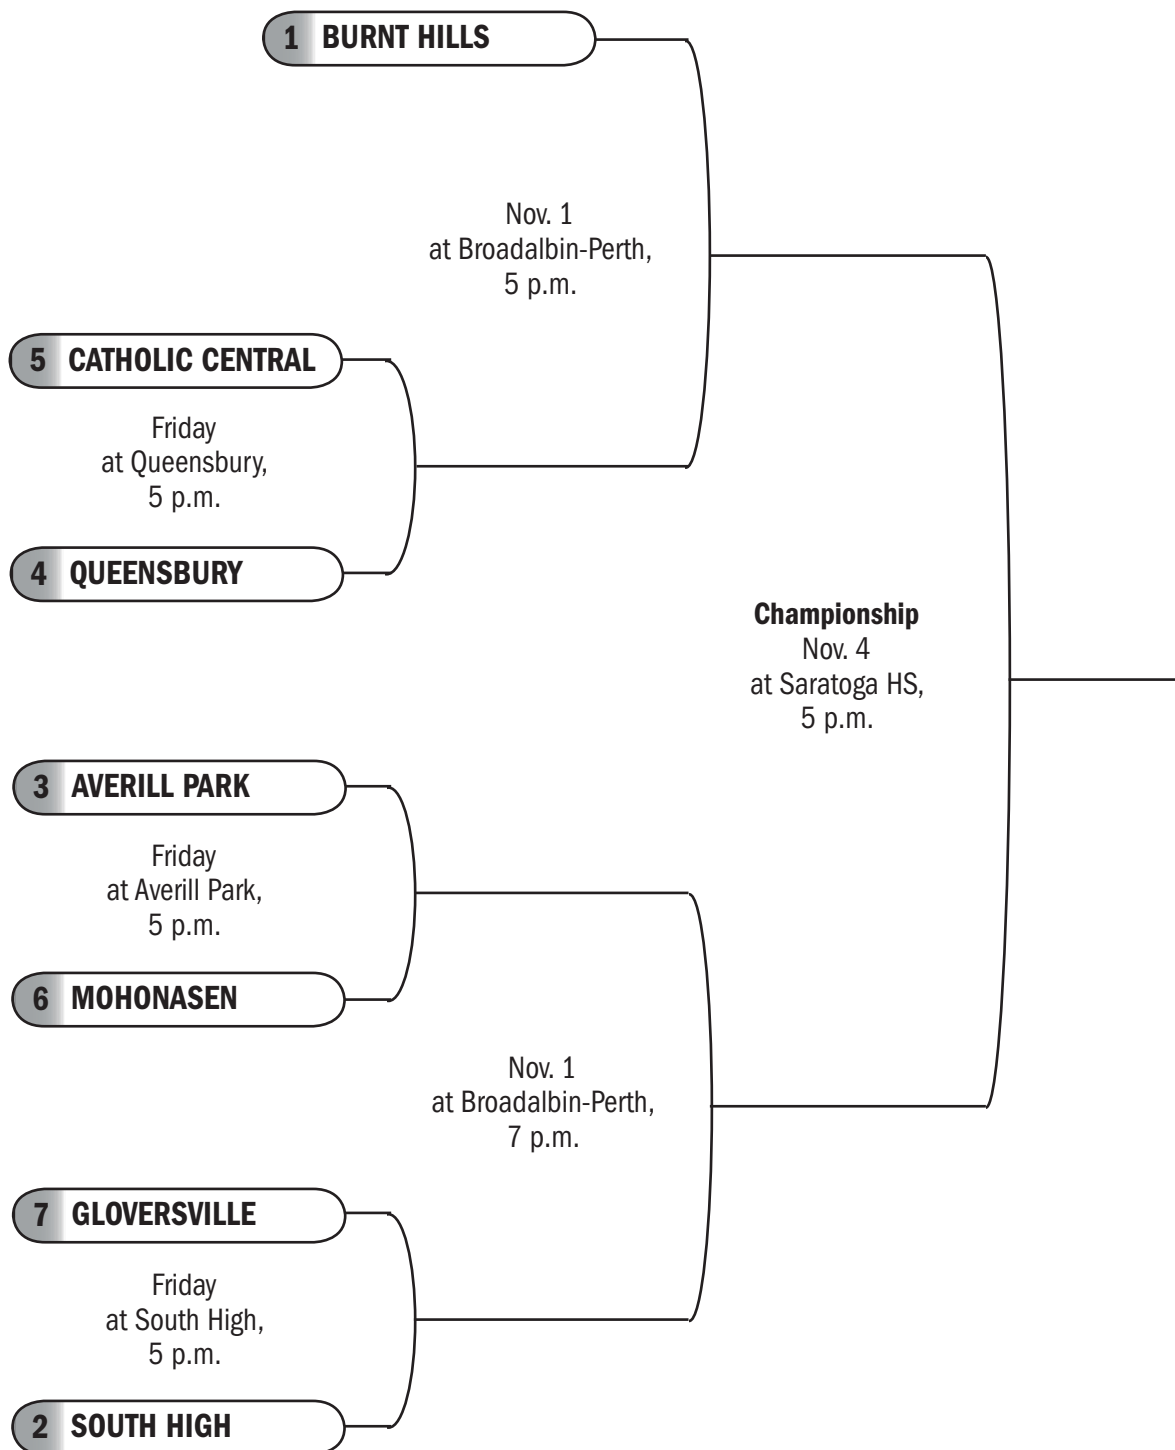 1 BURNT HILLS
Nov. 1
at Broadalbin-Perth,
5 p.m.
5 CATHOLIC CENTRAL
Friday
at Queensbury,
5 p.m.
4 QUEENSBURY
Championship
Nov. 4
at Saratoga HS,
5 p.m.
3 AVERILL PARK
Friday
at Averill Park,
5 p.m.
6 MOHONASEN
Nov. 1
at Broadalbin-Perth,
7 p.m.
7 GLOVERSVILLE
Friday
at South High,
5 p.m.
2 SOUTH HIGH